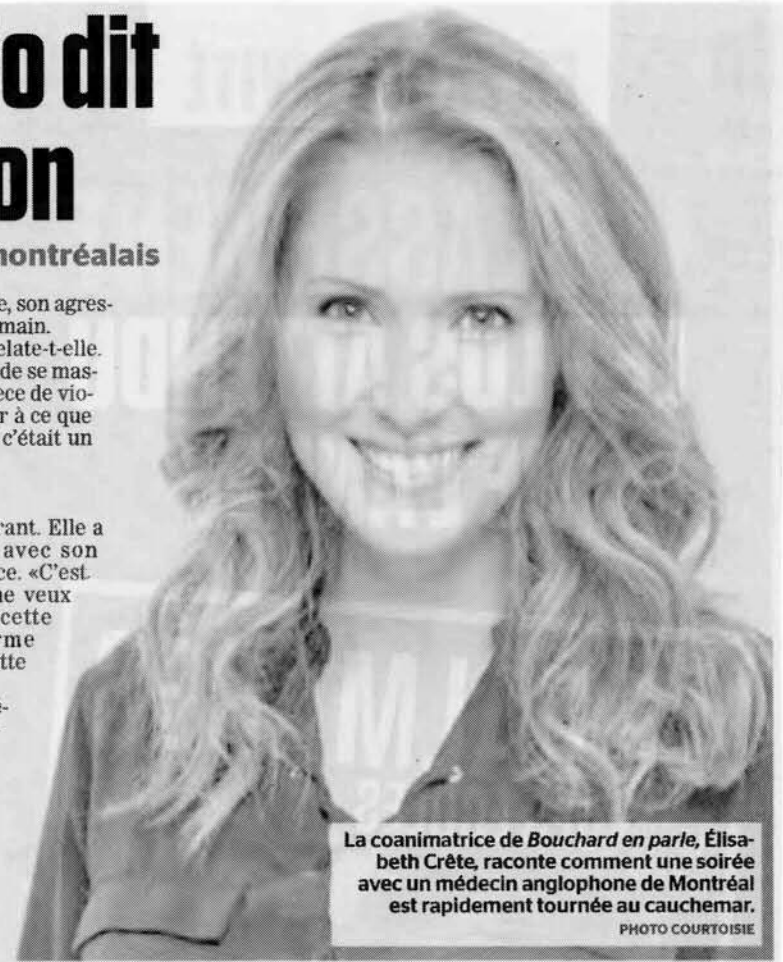 o dit
on
montréalais
e, son agres-
main.
elate-t-elle.
de se mas-
ece de vio-
r à ce que
c'était un
rant. Elle a
avec son
ce. «C'est
ne veux
cette
rme
tte
e-
La coanimatrice de Bouchard en parle, Élisa-
beth Crête, raconte comment une soirée
avec un médecin anglophone de Montréal
est rapidement tournée au cauchemar.
PHOTO COURTOISIE